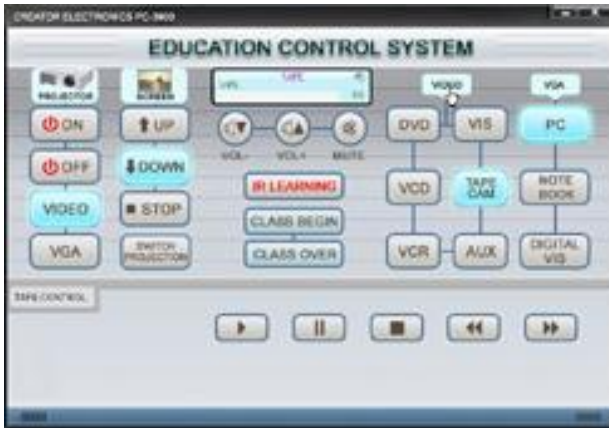 CREATOR ELECTRONICS PC-3900
EDUCATION CONTROL SYSTEM
PROJECTOR
SCREEN
VIDEO
VGA
ON
UP
DVD
VIS
PC
OFF
DOWN
VOL-
VOL+
MUTE
IR LEARNING
VCD
TAPE
CAM
NOTE
BOOK
VIDEO
STOP
CLASS BEGIN
VGA
SWITCH
PROJECTION
CLASS OVER
VCR
AUX
DIGITAL
VIS
TAPE CONTROL